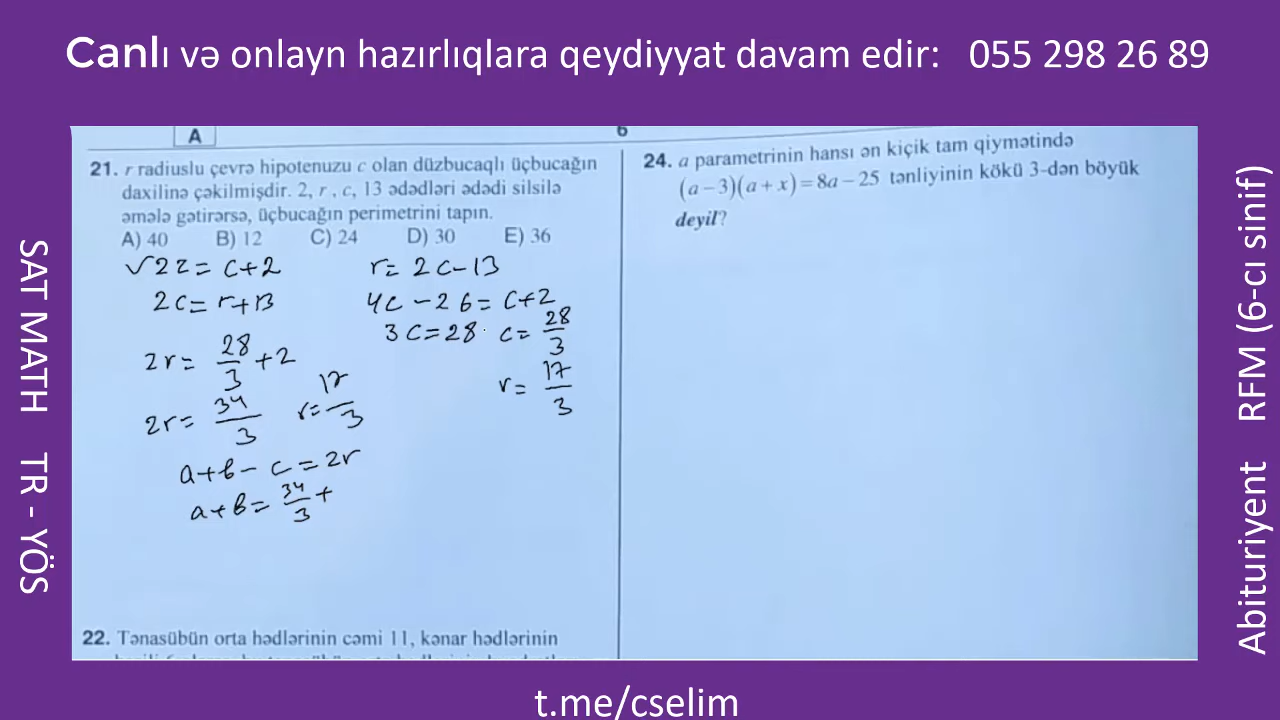 Canlı və onlayn hazırlıqlara qeydiyyat davam edir: 055 298 26 89
SAT MATH TR - YÖS
A
6
21. r radiuslu çevrə hipotenuzu c olan düzbucaqlı üçbucağın
daxilinə çəkilmişdir. 2, r , c, 13 ədədləri ədədi silsilə
əmələ gətirərsə, üçbucağın perimetrini tapın.
A) 40 B) 12 C) 24 D) 30 E) 36
√2r = c+2
2c = r+13
2r = 28/3 + 2
2r = 34/3 r = 17/3
a+b-c = 2r
a+b = 34/3 +
r = 2c-13
4c-26 = c+2
3c=28 c = 28/3
r = 17/3
22. Tənasübün orta hədlərinin cəmi 11, kənar hədlərinin
24. a parametrinin hansı ən kiçik tam qiymətində
(a−3)(a+x)=8a−25 tənliyinin kökü 3-dən böyük
deyil?
Abituriyent RFM (6-cı sinif)
t.me/cselim